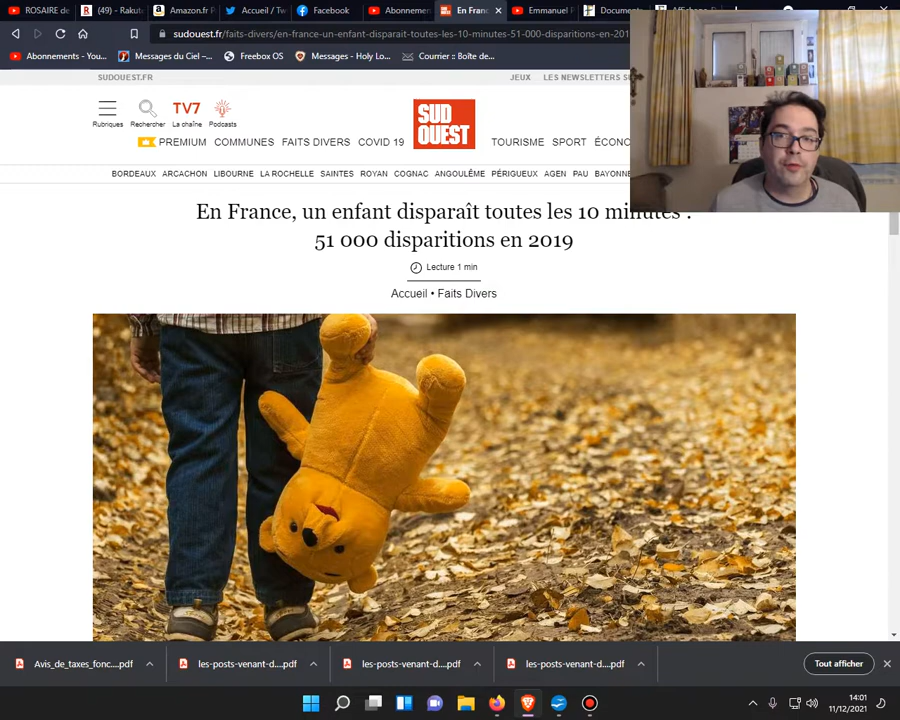 ROSAIRE de
(49) - Rakut
Amazon.fr P
Accueil / Tw
Facebook
Abonnemen
En Franc
Emmanuel
Document
sudouest.fr/faits-divers/en-france-un-enfant-disparait-toutes-les-10-minutes-51-000-disparitions-en-201
Abonnements - You...
Messages du Ciel –...
Freebox OS
Messages - Holy Lo...
Courrier :: Boîte de...
SUDOUEST.FR
JEUX
LES NEWSLETTERS
Rubriques
Rechercher
TV7
La chaîne
Podcasts
SUD
OUEST
PREMIUM COMMUNES FAITS DIVERS COVID 19 TOURISME SPORT ÉCONO
BORDEAUX ARCACHON LIBOURNE LA ROCHELLE SAINTES ROYAN COGNAC ANGOULÊME PÉRIGUEUX AGEN PAU BAYONNE
En France, un enfant disparaît toutes les 10 minutes :
51 000 disparitions en 2019
Lecture 1 min
Accueil • Faits Divers
Avis_de_taxes_fonc....pdf
les-posts-venant-d....pdf
les-posts-venant-d....pdf
les-posts-venant-d....pdf
Tout afficher
14:01
11/12/2021